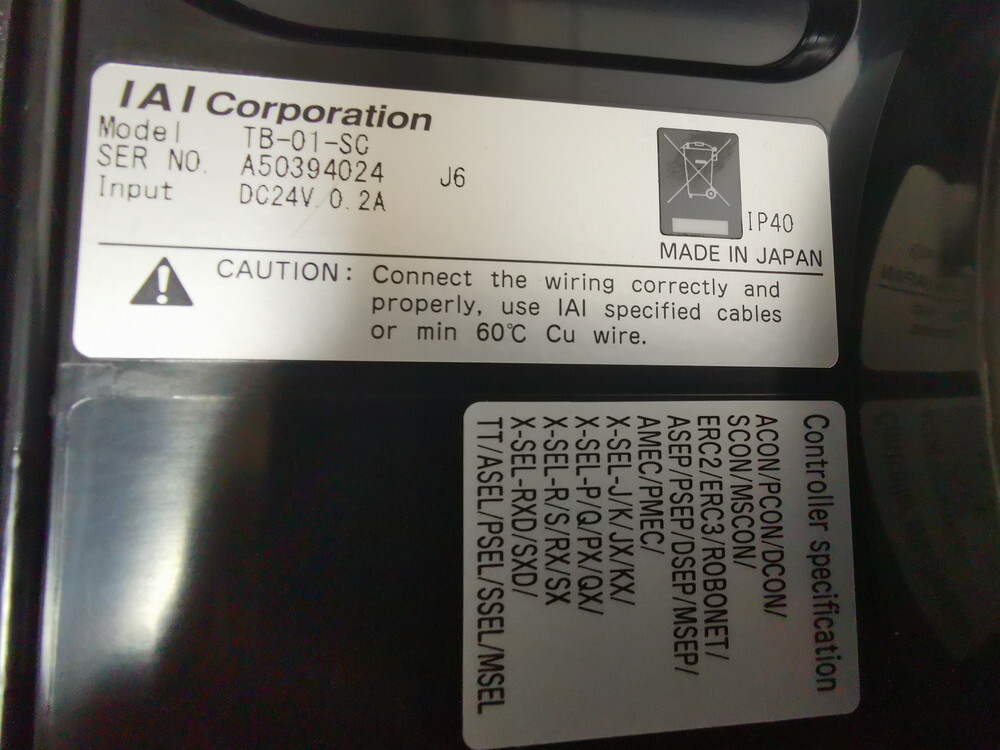 IAI Corporation
Model TB-01-SC
SER NO. A50394024 J6
Input DC24V 0.2A
IP40
MADE IN JAPAN
CAUTION: Connect the wiring correctly and
properly, use IAI specified cables
or min 60℃ Cu wire.
Controller specification
ACON/PCON/DCON/
SCON/MSCON/
ERC2/ERC3/ROBONET/
ASEP/PSEP/DSEP/MSEP/
AMEC/PMEC/
X-SEL-J/K/JX/KX/
X-SEL-P/Q/PX/QX/
X-SEL-R/S/RX/SX
X-SEL-RXD/SXD/
TT/ASEL/PSEL/SSEL/MSEL